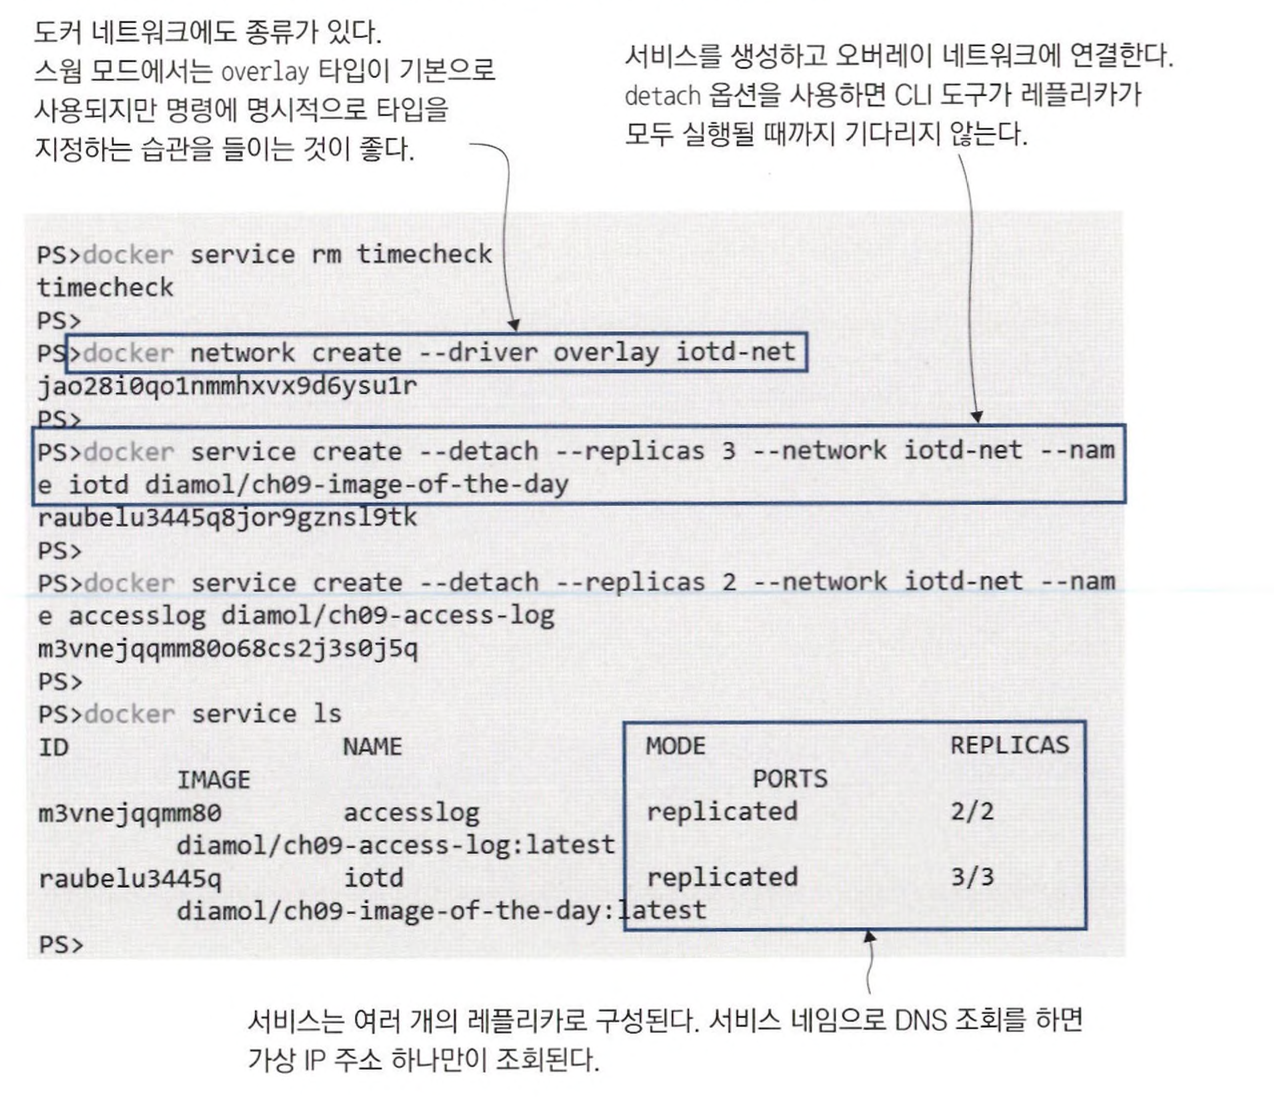 도커 네트워크에도 종류가 있다.
스웜 모드에서는 overlay 타입이 기본으로
사용되지만 명령에 명시적으로 타입을
지정하는 습관을 들이는 것이 좋다.
서비스를 생성하고 오버레이 네트워크에 연결한다.
detach 옵션을 사용하면 CLI 도구가 레플리카가
모두 실행될 때까지 기다리지 않는다.
PS>docker service rm timecheck
timecheck
PS>
PS>docker network create --driver overlay iotd-net
jao28i0qo1nmmhxvx9d6ysu1r
PS>
PS>docker service create --detach --replicas 3 --network iotd-net --nam
e iotd diamol/ch09-image-of-the-day
raubelu3445q8jor9gznsl9tk
PS>
PS>docker service create --detach --replicas 2 --network iotd-net --nam
e accesslog diamol/ch09-access-log
m3vnejqqmm80o68cs2j3s0j5q
PS>
PS>docker service ls
ID NAME MODE REPLICAS
IMAGE PORTS
m3vnejqqmm80 accesslog replicated 2/2
diamol/ch09-access-log:latest
raubelu3445q iotd replicated 3/3
diamol/ch09-image-of-the-day:latest
PS>
서비스는 여러 개의 레플리카로 구성된다. 서비스 네임으로 DNS 조회를 하면
가상 IP 주소 하나만이 조회된다.